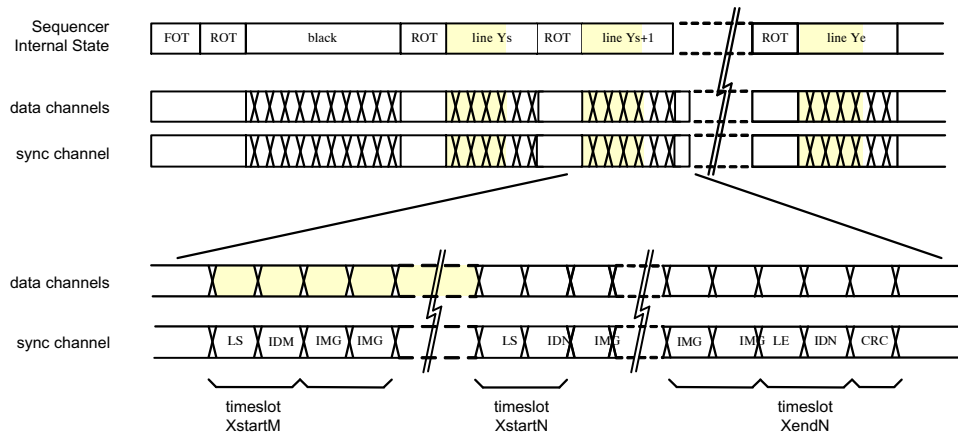 Sequencer
Internal State
FOT ROT black ROT line Ys ROT line Ys+1 ROT line Ye
data channels
sync channel
data channels
sync channel
LS IDM IMG IMG LS IDN IMG IMG IMG LE IDN CRC
timeslot
XstartM
timeslot
XstartN
timeslot
XendN